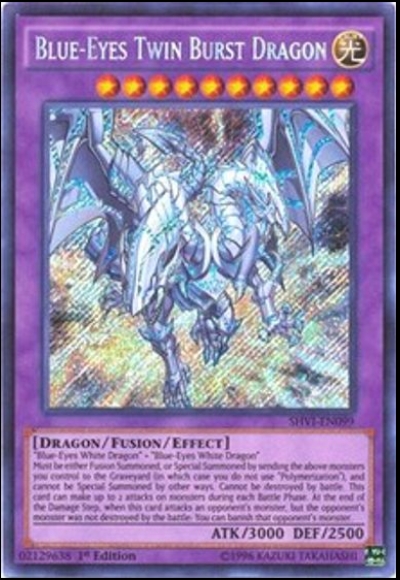 BLUE-EYES TWIN BURST DRAGON
光
SHVI-EN099
[DRAGON/FUSION/EFFECT]
"Blue-Eyes White Dragon" + "Blue-Eyes White Dragon"
Must be either Fusion Summoned, or Special Summoned by sending the above monsters
you control to the Graveyard (in which case you do not use "Polymerization"), and
cannot be Special Summoned by other ways. Cannot be destroyed by battle. This
card can make up to 2 attacks on monsters during each Battle Phase. At the end of
the Damage Step, when this card attacks an opponent's monster, but the opponent's
monster was not destroyed by the battle: You can banish that opponent's monster.
ATK/3000 DEF/2500
02129638 1st Edition ©1996 KAZUKI TAKAHASHI